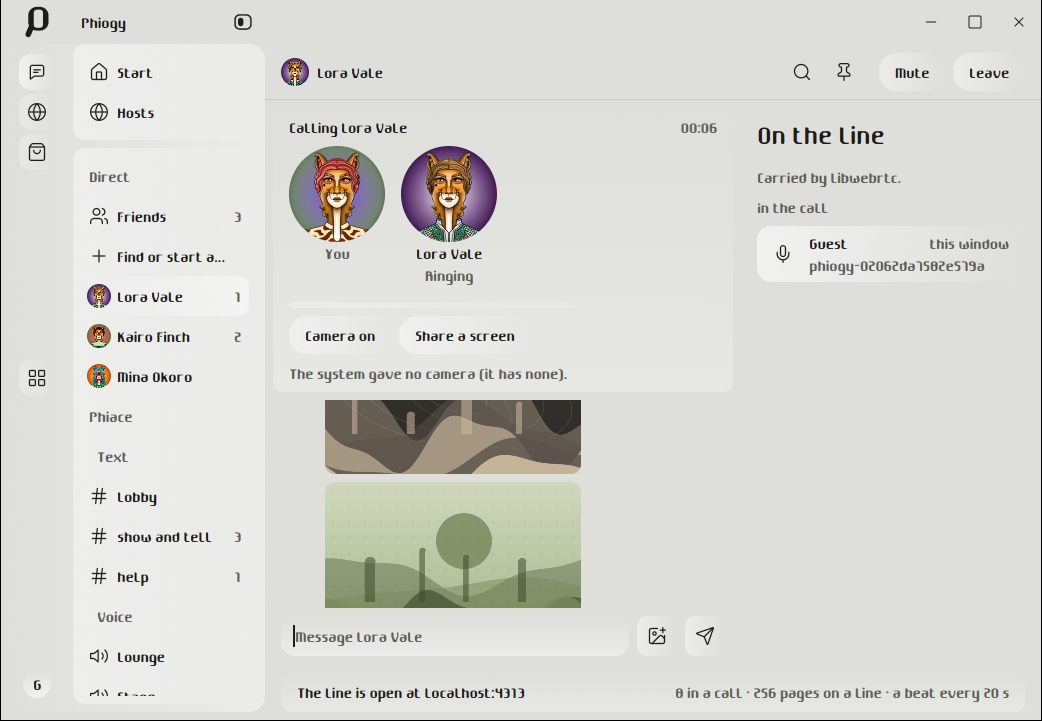 Phiogy
Start
Hosts
Direct
Friends 3
Find or start a...
Lora Vale 1
Kairo Finch 2
Mina Okoro
Phiace
Text
Lobby
show and tell 3
help 1
Voice
Lounge
G
Lora Vale
Mute
Leave
Calling Lora Vale 00:06
You
Lora Vale
Ringing
Camera on
Share a screen
The system gave no camera (it has none).
Message Lora Vale
On the Line
Carried by Libwebrtc.
in the call
Guest this window
phiogy-02062da7582e579a
The Line is open at localhost:4313
0 in a call · 256 pages on a line · a beat every 20 s